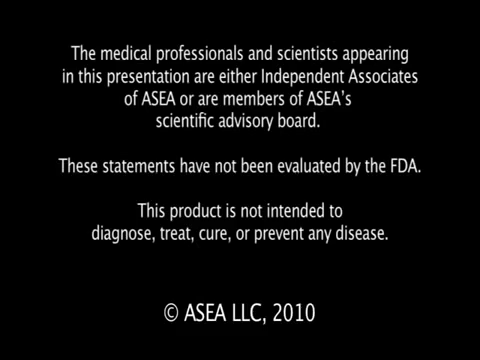 The medical professionals and scientists appearing
in this presentation are either Independent Associates
of ASEA or are members of ASEA's
scientific advisory board.
These statements have not been evaluated by the FDA.
This product is not intended to
diagnose, treat, cure, or prevent any disease.
© ASEA LLC, 2010